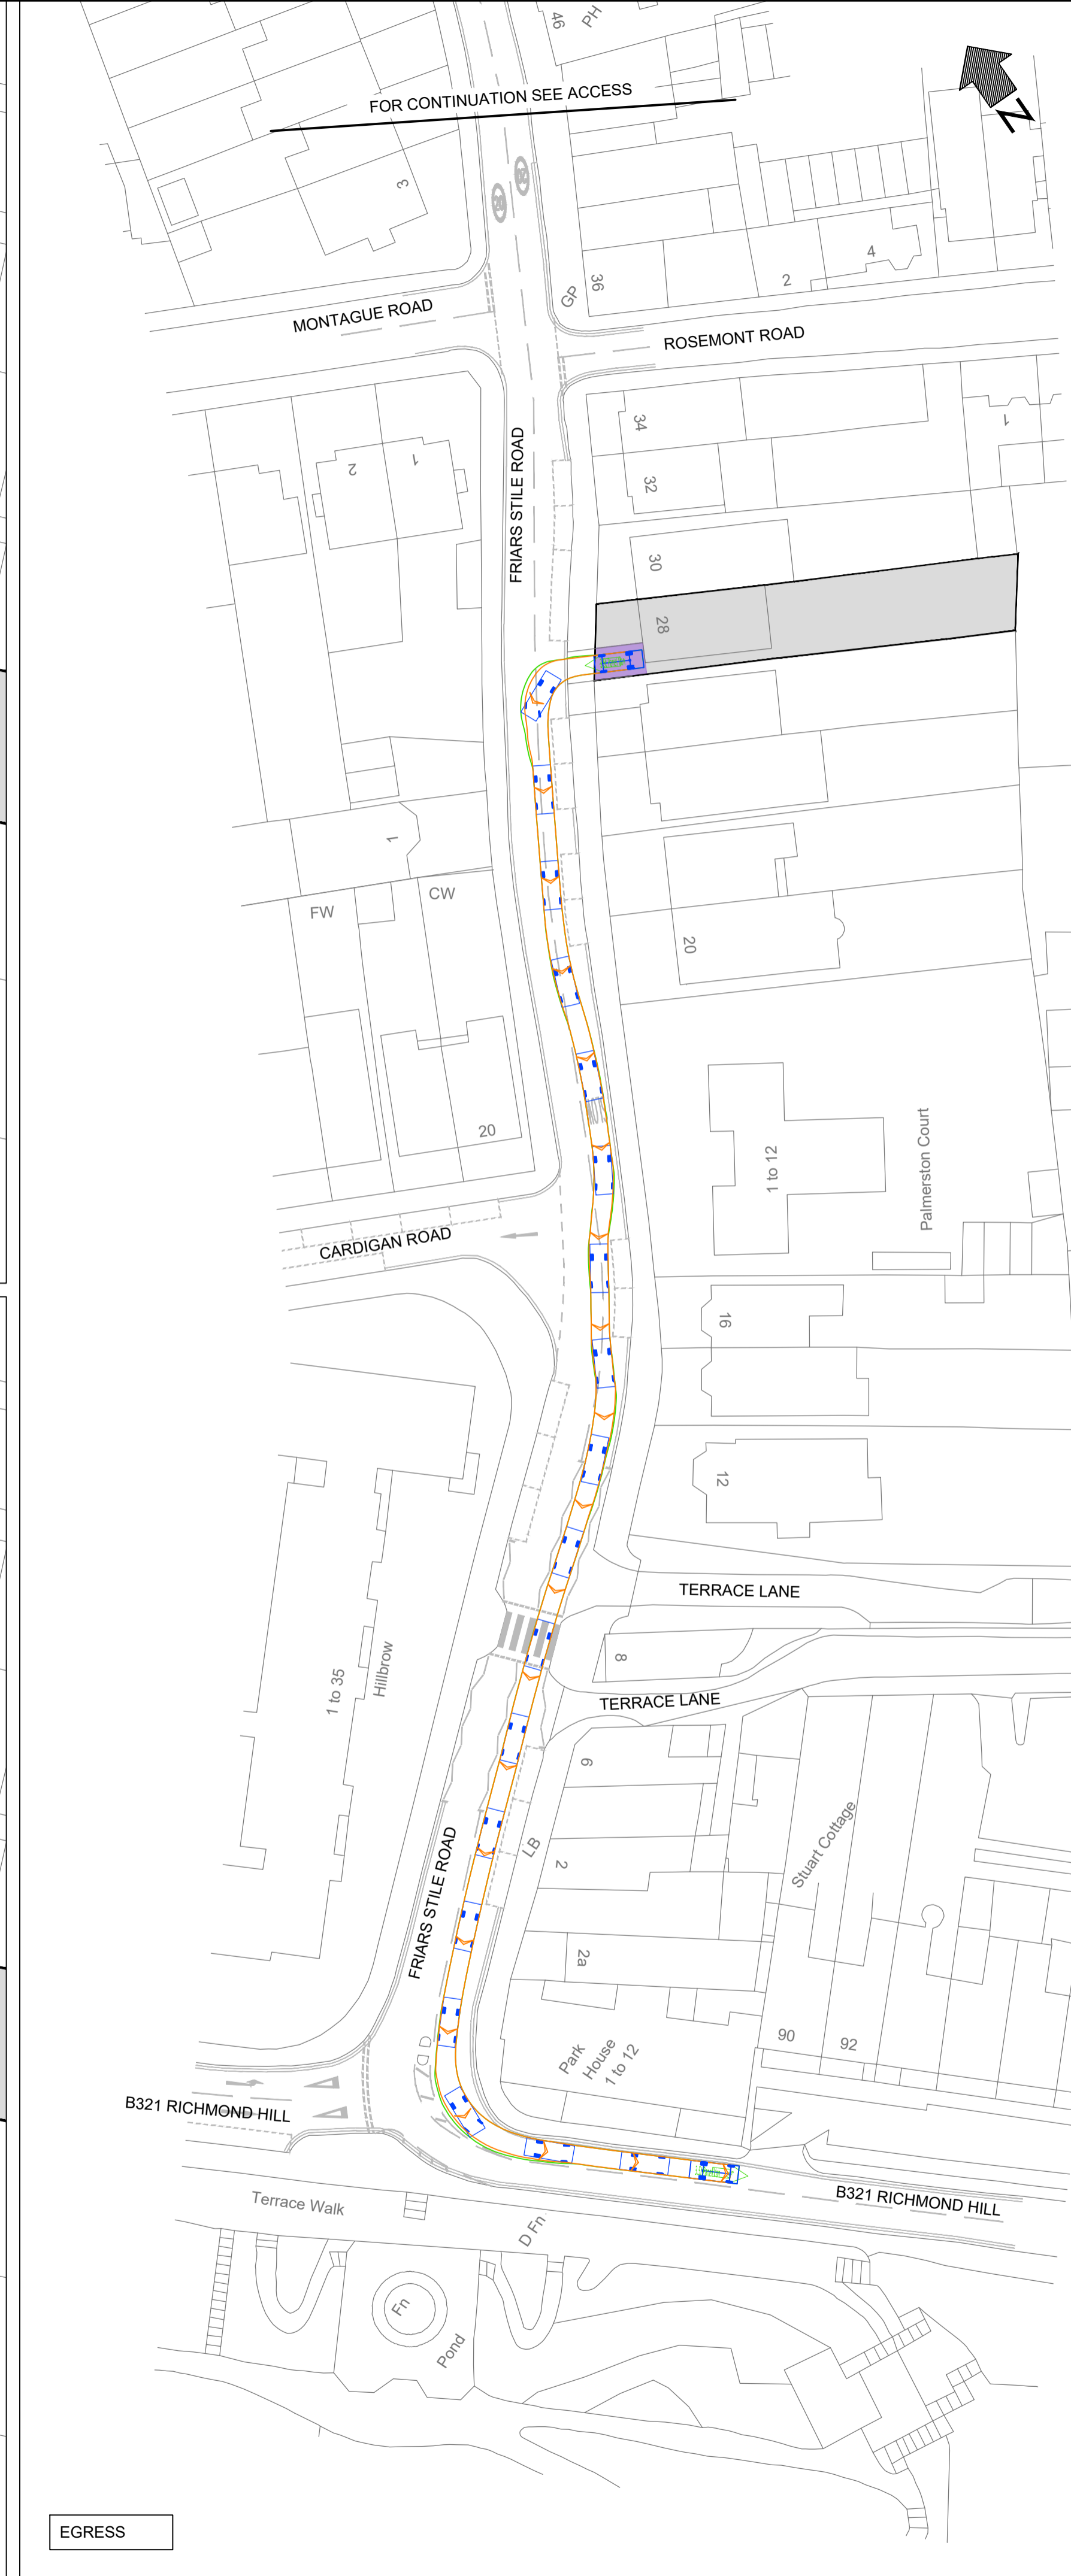 46
PH
FOR CONTINUATION SEE ACCESS
N
3
20
20
4
2
GP
36
MONTAGUE ROAD
ROSEMONT ROAD
34
1
2
1
32
FRIARS STILE ROAD
30
28
1
CW
FW
20
20
1 to 12
Palmerston Court
CARDIGAN ROAD
16
12
TERRACE LANE
8
1 to 35
Hillbrow
TERRACE LANE
6
Stuart Cottage
LB
2
FRIARS STILE ROAD
2a
Park
House
1 to 12
90
92
B321 RICHMOND HILL
B321 RICHMOND HILL
Terrace Walk
D Fn
Fn
Pond
EGRESS